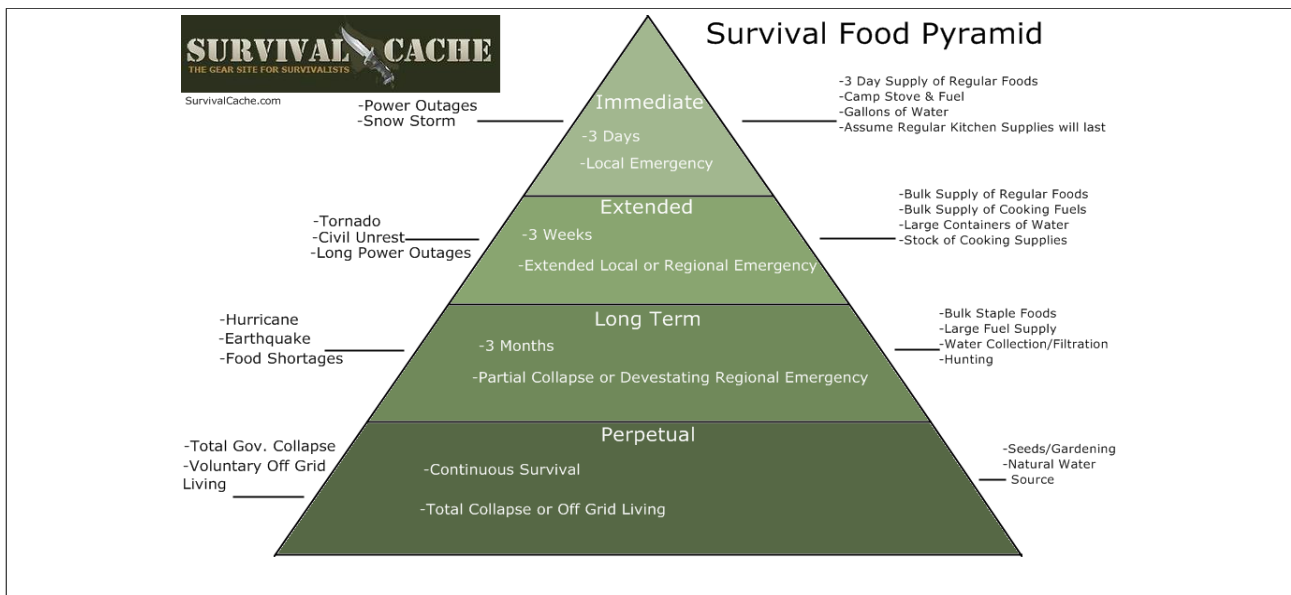 SURVIVAL CACHE
THE GEAR SITE FOR SURVIVALISTS
SurvivalCache.com
Survival Food Pyramid
-Power Outages
-Snow Storm
Immediate
-3 Days
-Local Emergency
-3 Day Supply of Regular Foods
-Camp Stove & Fuel
-Gallons of Water
-Assume Regular Kitchen Supplies will last
-Tornado
-Civil Unrest
-Long Power Outages
Extended
-3 Weeks
-Extended Local or Regional Emergency
-Bulk Supply of Regular Foods
-Bulk Supply of Cooking Fuels
-Large Containers of Water
-Stock of Cooking Supplies
-Hurricane
-Earthquake
-Food Shortages
Long Term
-3 Months
-Partial Collapse or Devestating Regional Emergency
-Bulk Staple Foods
-Large Fuel Supply
-Water Collection/Filtration
-Hunting
-Total Gov. Collapse
-Voluntary Off Grid
Living
Perpetual
-Continuous Survival
-Total Collapse or Off Grid Living
-Seeds/Gardening
-Natural Water
Source